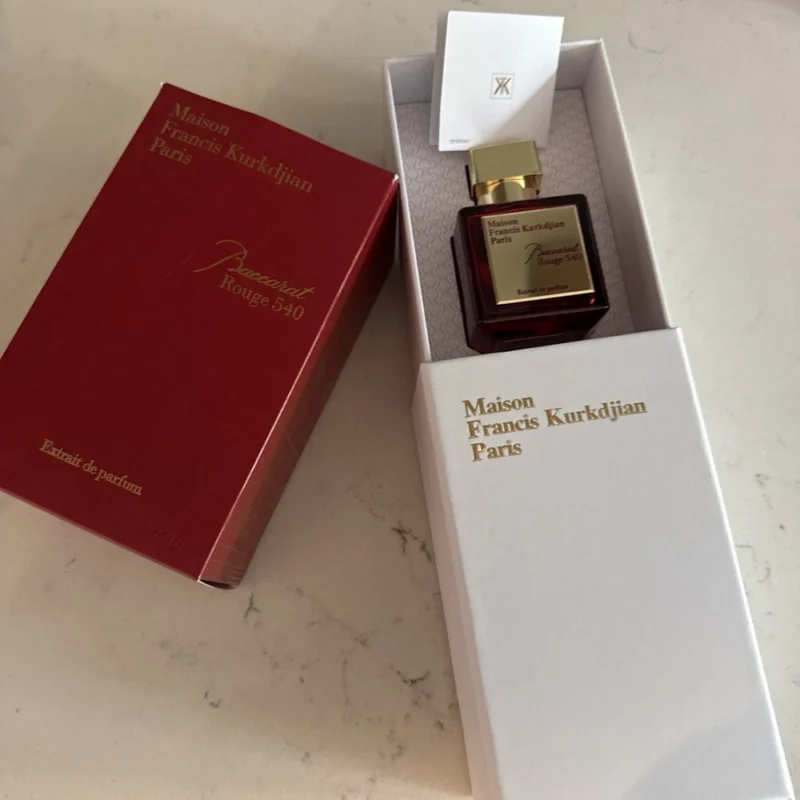 Maison
Francis Kurkdjian
Paris
Baccarat
Rouge 540
Extrait de parfum
Maison
Francis Kurkdjian
Paris
Baccarat
Rouge 540
Extrait de parfum
Maison
Francis Kurkdjian
Paris